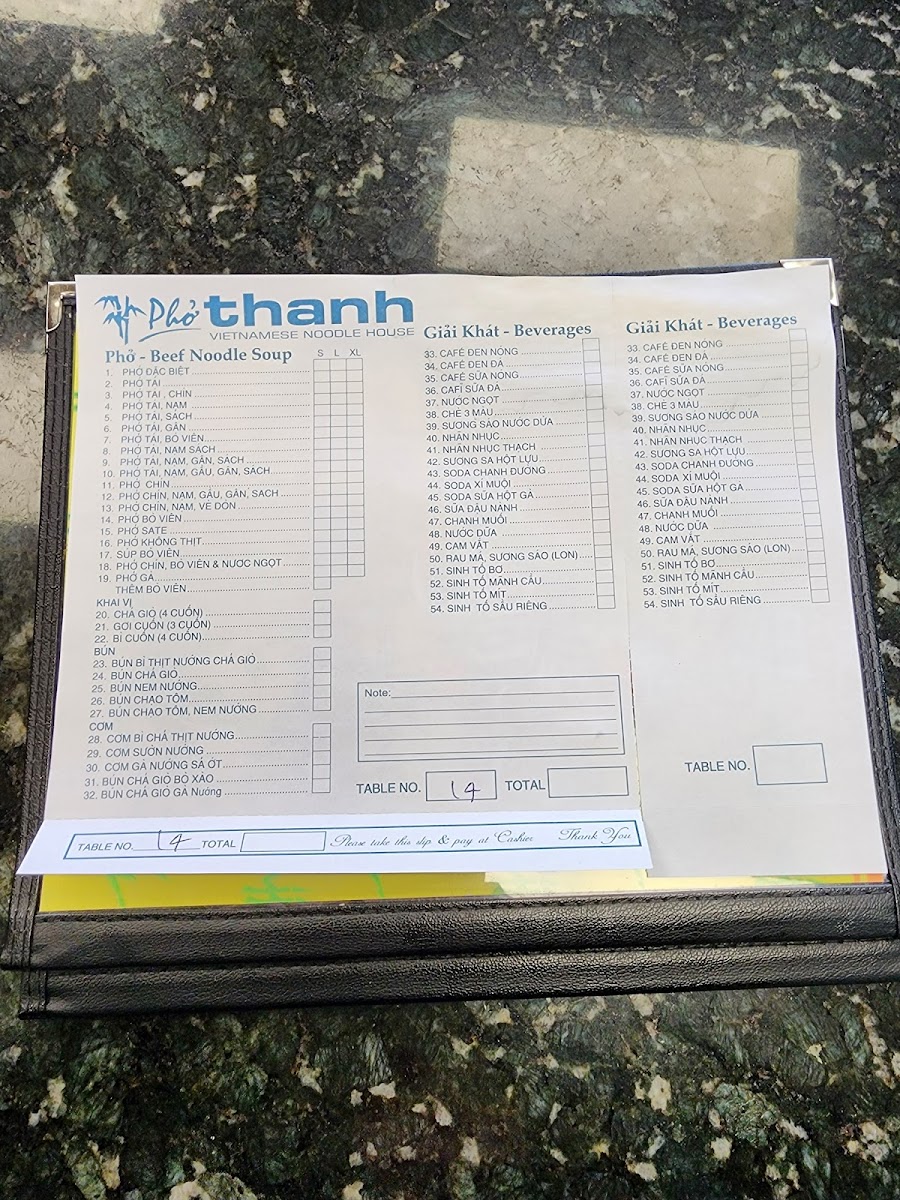 Phở thanh
VIETNAMESE NOODLE HOUSE
Phở - Beef Noodle Soup S L XL
1. PHỞ ĐẶC BIỆT
2. PHỞ TÁI
3. PHỞ TÁI , CHÍN
4. PHỞ TÁI, NẠM
5. PHỞ TÁI, SÁCH
6. PHỞ TÁI, GÂN
7. PHỞ TÁI, BÒ VIÊN
8. PHỞ TÁI, NẠM SÁCH
9. PHỞ TÁI, NẠM, GÂN, SÁCH
10. PHỞ TÁI, NẠM, GẦU, GÂN, SÁCH
11. PHỞ CHÍN
12. PHỞ CHÍN, NẠM, GẦU, GÂN, SÁCH
13. PHỞ CHÍN, NẠM, VÈ DÒN
14. PHỞ BÒ VIÊN
15. PHỞ SATE
16. PHỞ KHÔNG THỊT
17. SÚP BÒ VIÊN
18. PHỞ CHÍN, BÒ VIÊN & NƯỚC NGỌT
19. PHỞ GÀ
THÊM BÒ VIÊN
KHAI VỊ
20. CHẢ GIÒ (4 CUỐN)
21. GỎI CUỐN (3 CUỐN)
22. BÌ CUỐN (4 CUỐN)
BÚN
23. BÚN BÌ THỊT NƯỚNG CHẢ GIÒ
24. BÚN CHẢ GIÒ
25. BÚN NEM NƯỚNG
26. BÚN CHẠO TÔM
27. BÚN CHẠO TÔM, NEM NƯỚNG
CƠM
28. CƠM BÌ CHẢ THỊT NƯỚNG
29. CƠM SƯỜN NƯỚNG
30. CƠM GÀ NƯỚNG SẢ ỚT
31. BÚN CHẢ GIÒ BÒ XÀO
32. BÚN CHẢ GIÒ GÀ Nướng
Giải Khát - Beverages
33. CAFÉ ĐEN NÓNG
34. CAFÉ ĐEN ĐÁ
35. CAFÉ SỮA NÓNG
36. CAFÍ SỮA ĐÁ
37. NƯỚC NGỌT
38. CHÈ 3 MÀU
39. SƯƠNG SÁO NƯỚC DỪA
40. NHÃN NHỤC
41. NHÃN NHỤC THẠCH
42. SƯƠNG SA HỘT LỰU
43. SODA CHANH ĐƯỜNG
44. SODA XÍ MUỘI
45. SODA SỮA HỘT GÀ
46. SỮA ĐẬU NÀNH
47. CHANH MUỐI
48. NƯỚC DỪA
49. CAM VẮT
50. RAU MÁ, SƯƠNG SÁO (LON)
51. SINH TỐ BƠ
52. SINH TỐ MÃNH CẦU
53. SINH TỐ MÍT
54. SINH TỐ SẦU RIÊNG
Note:
TABLE NO. 14 TOTAL
Giải Khát - Beverages
33. CAFÉ ĐEN NÓNG
34. CAFÉ ĐEN ĐÁ
35. CAFÉ SỮA NÓNG
36. CAFÍ SỮA ĐÁ
37. NƯỚC NGỌT
38. CHÈ 3 MÀU
39. SƯƠNG SÁO NƯỚC DỪA
40. NHÃN NHỤC
41. NHÃN NHỤC THẠCH
42. SƯƠNG SA HỘT LỰU
43. SODA CHANH ĐƯỜNG
44. SODA XÍ MUỘI
45. SODA SỮA HỘT GÀ
46. SỮA ĐẬU NÀNH
47. CHANH MUỐI
48. NƯỚC DỪA
49. CAM VẮT
50. RAU MÁ, SƯƠNG SÁO (LON)
51. SINH TỐ BƠ
52. SINH TỐ MÃNH CẦU
53. SINH TỐ MÍT
54. SINH TỐ SẦU RIÊNG
TABLE NO.
TABLE NO. 14 TOTAL Please take this slip & pay at Cashier Thank You